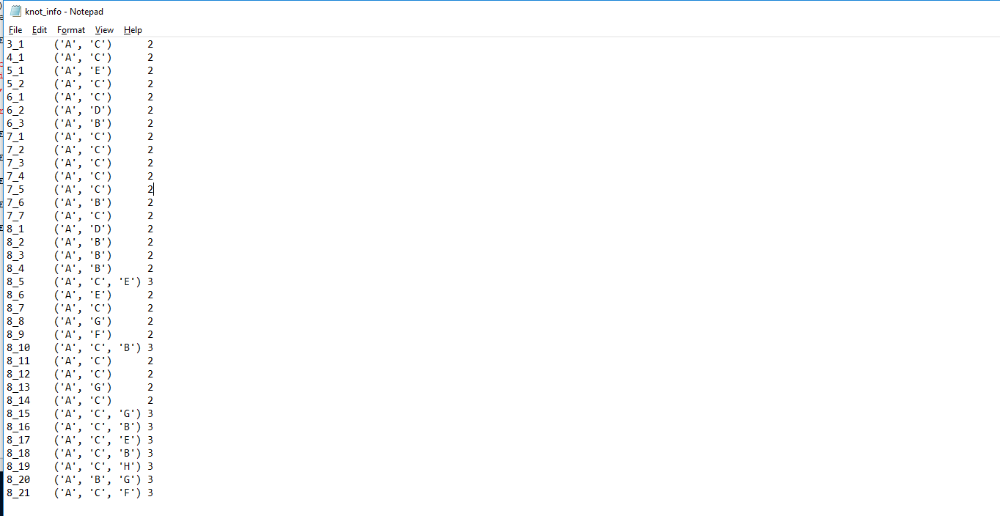 knot_info - Notepad
File Edit Format View Help
3_1 ('A', 'C') 2
4_1 ('A', 'C') 2
5_1 ('A', 'E') 2
5_2 ('A', 'C') 2
6_1 ('A', 'C') 2
6_2 ('A', 'D') 2
6_3 ('A', 'B') 2
7_1 ('A', 'C') 2
7_2 ('A', 'C') 2
7_3 ('A', 'C') 2
7_4 ('A', 'C') 2
7_5 ('A', 'C') 2
7_6 ('A', 'B') 2
7_7 ('A', 'C') 2
8_1 ('A', 'D') 2
8_2 ('A', 'B') 2
8_3 ('A', 'B') 2
8_4 ('A', 'B') 2
8_5 ('A', 'C', 'E') 3
8_6 ('A', 'E') 2
8_7 ('A', 'C') 2
8_8 ('A', 'G') 2
8_9 ('A', 'F') 2
8_10 ('A', 'C', 'B') 3
8_11 ('A', 'C') 2
8_12 ('A', 'C') 2
8_13 ('A', 'G') 2
8_14 ('A', 'C') 2
8_15 ('A', 'C', 'G') 3
8_16 ('A', 'C', 'B') 3
8_17 ('A', 'C', 'E') 3
8_18 ('A', 'C', 'B') 3
8_19 ('A', 'C', 'H') 3
8_20 ('A', 'B', 'G') 3
8_21 ('A', 'C', 'F') 3